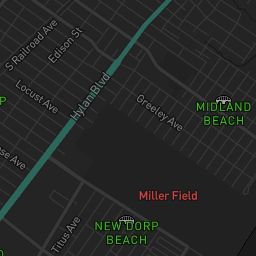 S Railroad Ave
Edison St
Locust Ave
Hylan Blvd
Greeley Ave
MIDLAND
BEACH
Miller Field
NEW DORP
BEACH
Titus Ave